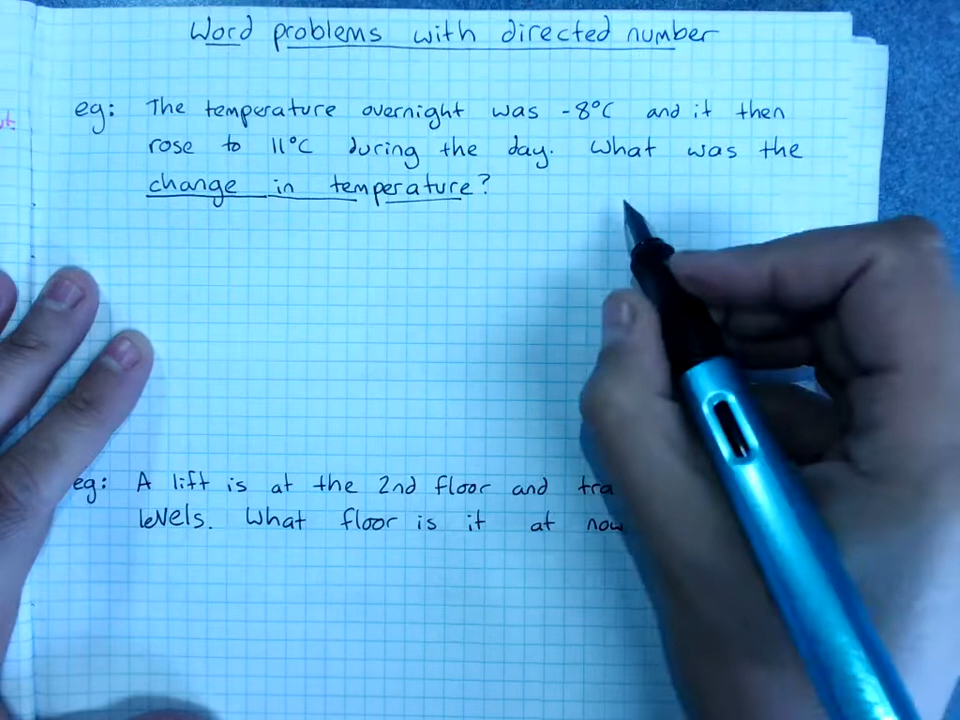 Word problems with directed number
eg: The temperature overnight was -8°C and it then
rose to 11°C during the day. What was the
change in temperature?
eg: A lift is at the 2nd floor and
levels. What floor is it at now